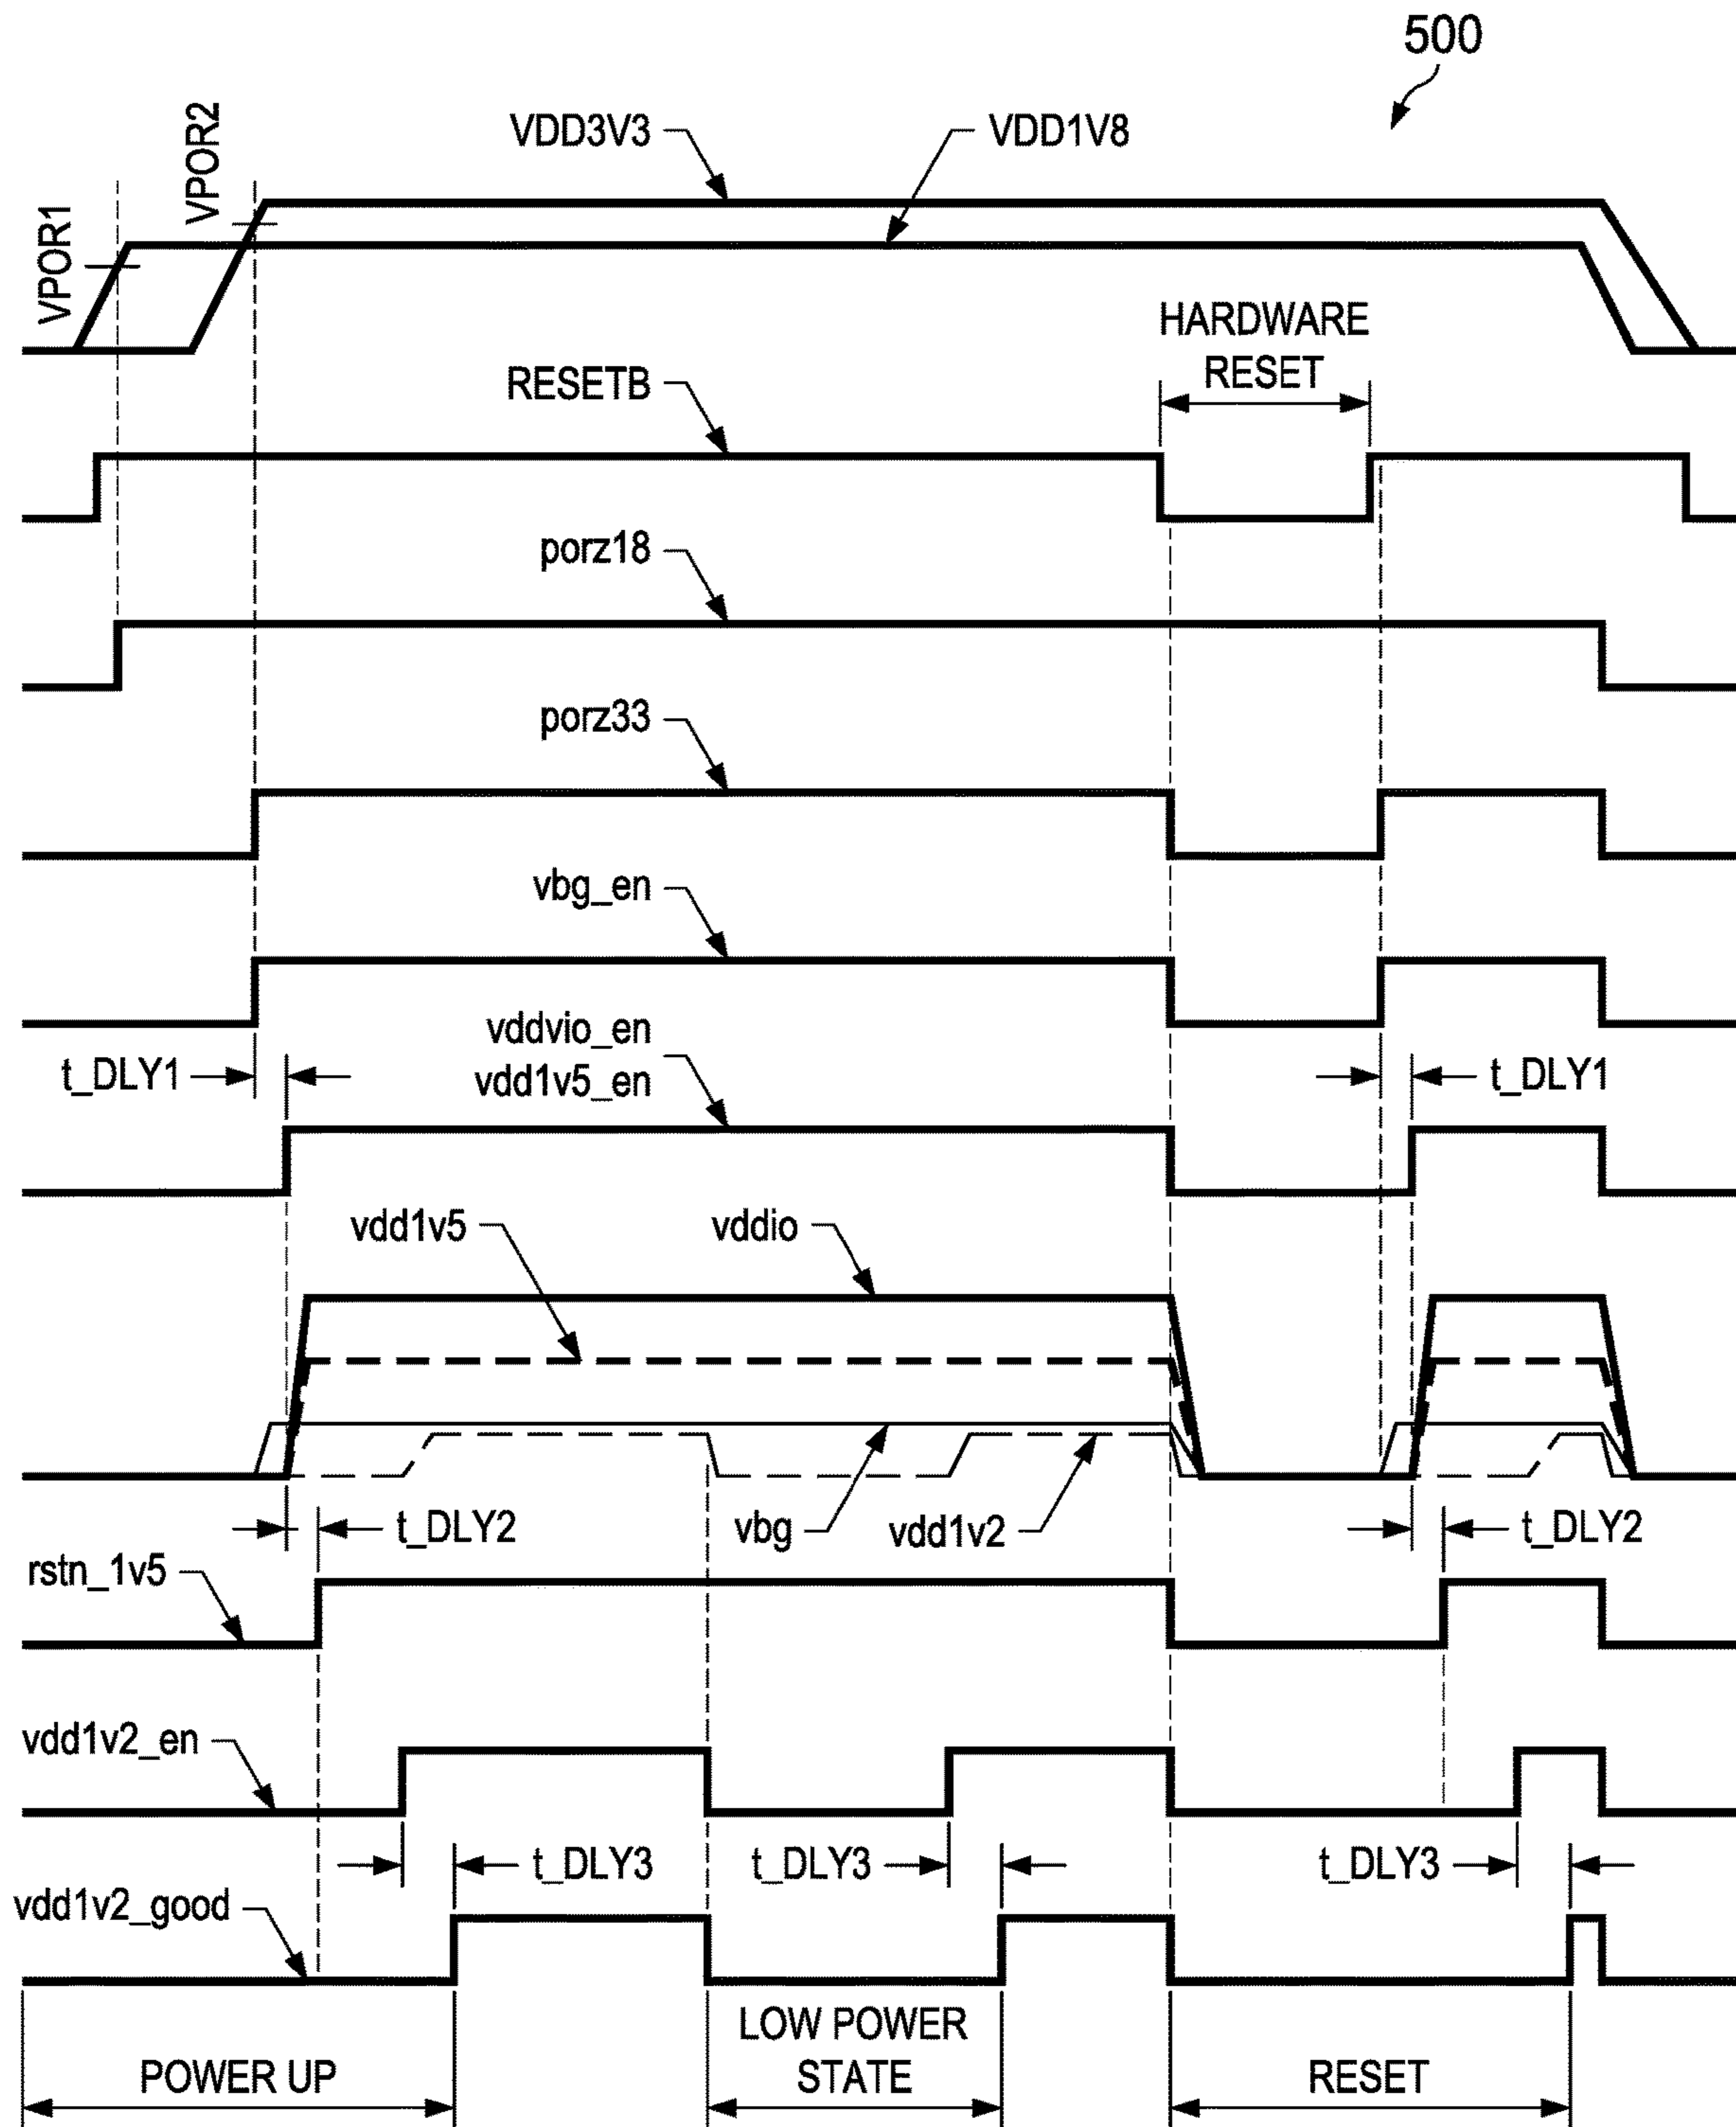 500
VPOR1
VPOR2
VDD3V3
VDD1V8
HARDWARE
RESET
RESETB
porz18
porz33
vbg_en
vddvio_en
vdd1v5_en
t_DLY1
t_DLY1
vdd1v5
vddio
t_DLY2
vbg
vdd1v2
t_DLY2
rstn_1v5
vdd1v2_en
t_DLY3
t_DLY3
t_DLY3
vdd1v2_good
POWER UP
LOW POWER
STATE
RESET